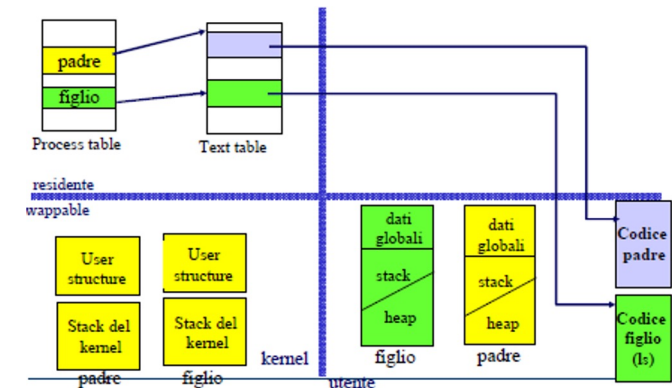 padre
figlio
Process table
Text table
residente
wappable
User
structure
Stack del
kernel
padre
User
structure
Stack del
kernel
figlio
kernel
utente
dati
globali
stack
heap
figlio
dati
globali
stack
heap
padre
Codice
padre
Codice
figlio
(ls)